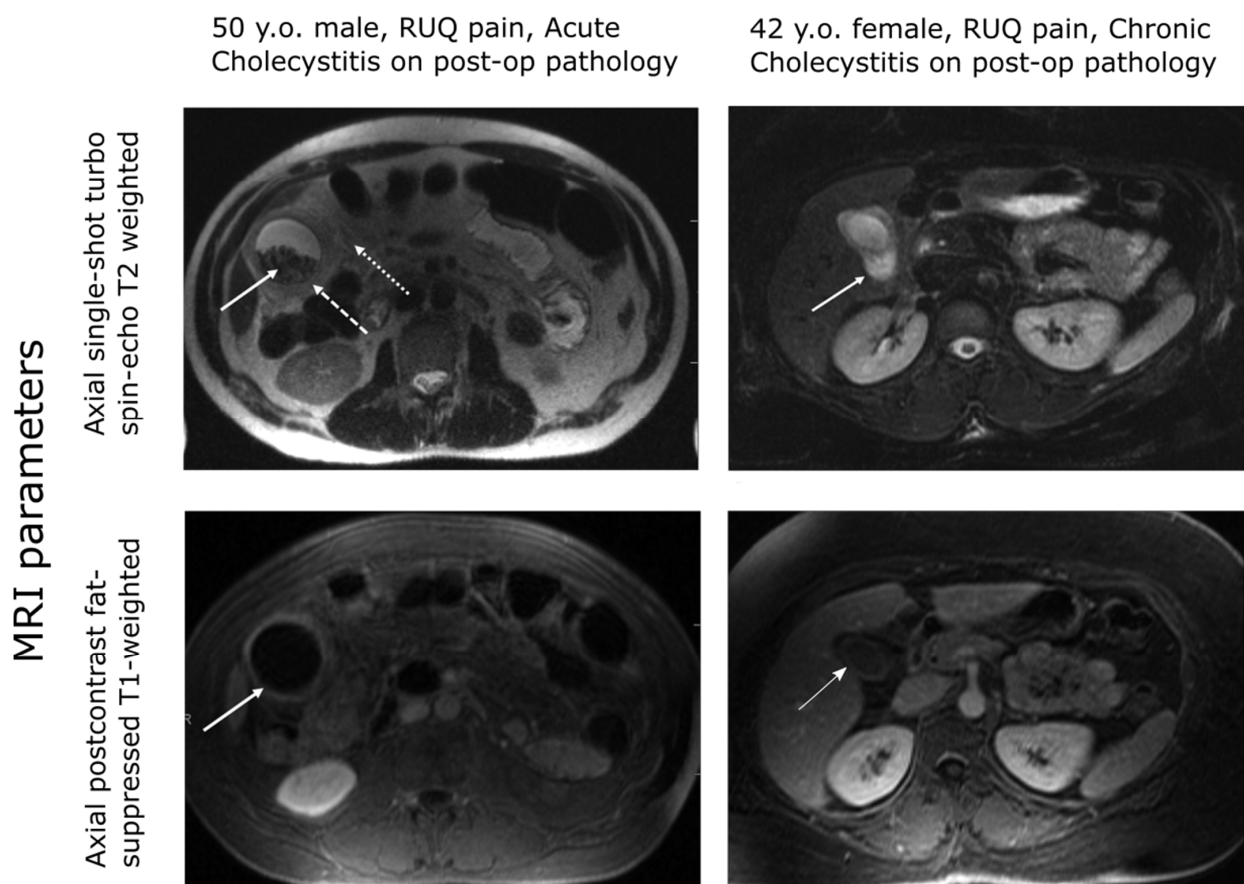 50 y.o. male, RUQ pain, Acute
Cholecystitis on post-op pathology
42 y.o. female, RUQ pain, Chronic
Cholecystitis on post-op pathology
MRI parameters
Axial single-shot turbo
spin-echo T2 weighted
Axial postcontrast fat-
suppressed T1-weighted
R